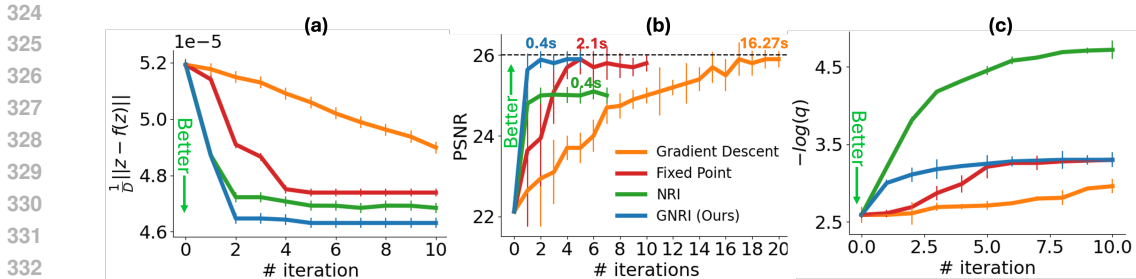 324
325
326
327
328
329
330
331
332
(a)
1e−5
5.2
5.0
4.8
4.6
1/D ||z − f(z)||
Better
0 2 4 6 8 10
# iteration
(b)
0.4s 2.1s 16.27s
0.4s
26
24
22
PSNR
Better
Gradient Descent
Fixed Point
NRI
GNRI (Ours)
0 2 4 6 8 10 12 14 16 18 20
# iterations
(c)
4.5
3.5
2.5
−log(q)
Better
0.0 2.5 5.0 7.5 10.0
# iteration